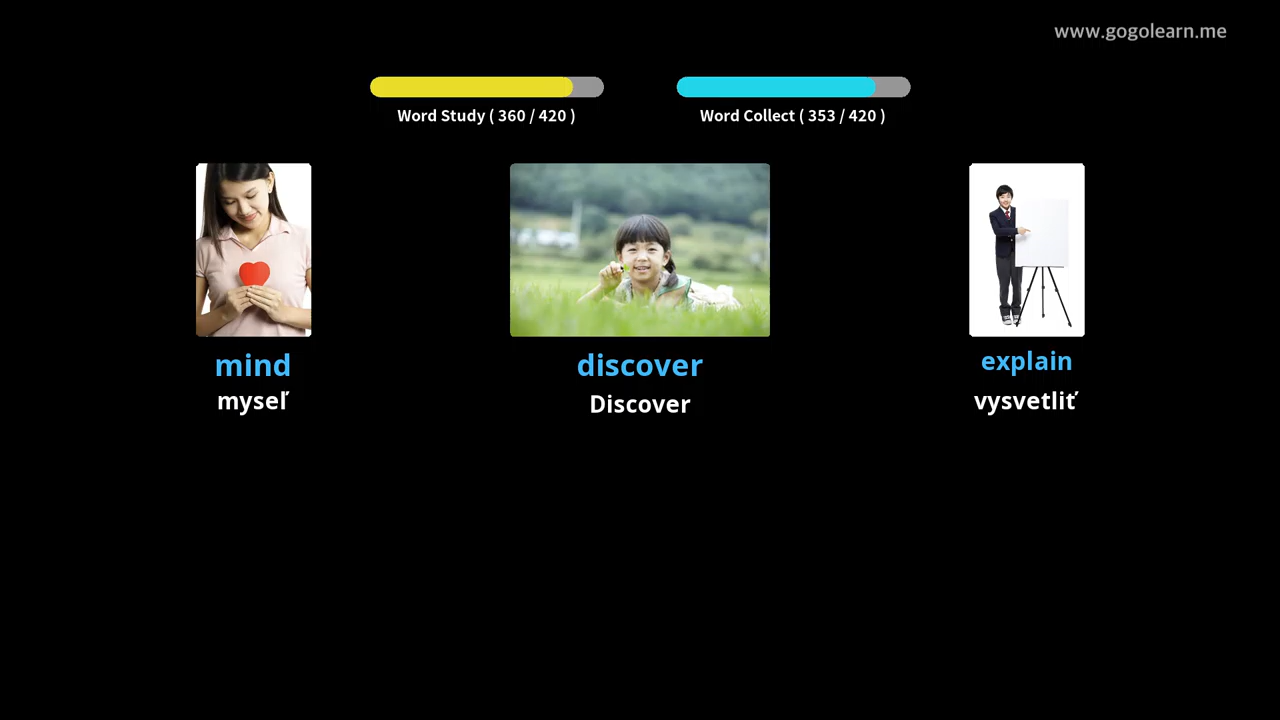 www.gogolearn.me
Word Study ( 360 / 420 )
Word Collect ( 353 / 420 )
mind
myseľ
discover
Discover
explain
vysvetliť